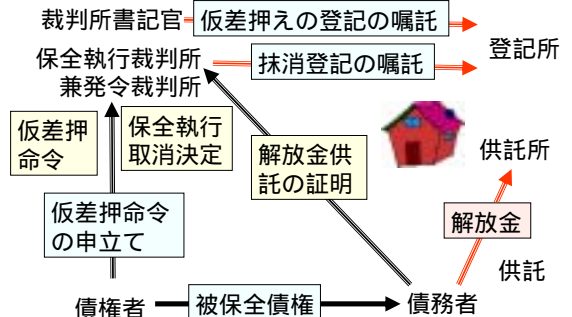 裁判所書記官
仮差押えの登記の嘱託
登記所
保全執行裁判所
兼発令裁判所
抹消登記の嘱託
仮差押
命令
保全執行
取消決定
解放金供
託の証明
供託所
仮差押命令
の申立て
解放金
供託
債権者
被保全債権
債務者